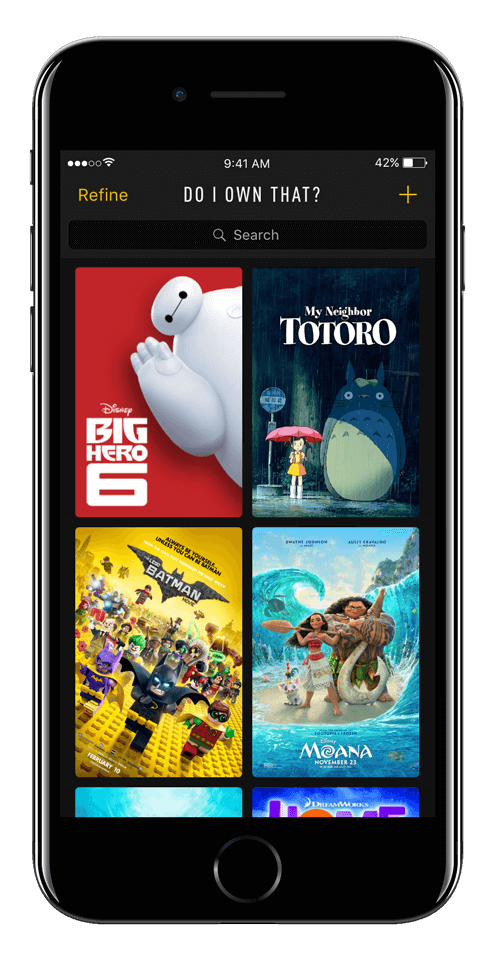 9:41 AM
42%
Refine
DO I OWN THAT?
Search
Disney
BIG
HERO
6
My Neighbor
TOTORO
ALWAYS BE YOURSELF.
UNLESS YOU CAN BE BATMAN
THE LEGO
BATMAN
MOVIE
FEBRUARY 10
DWAYNE JOHNSON
AULI'I CRAVALHO
Disney
MOANA
NOVEMBER 23
DREAMWORKS
HOME